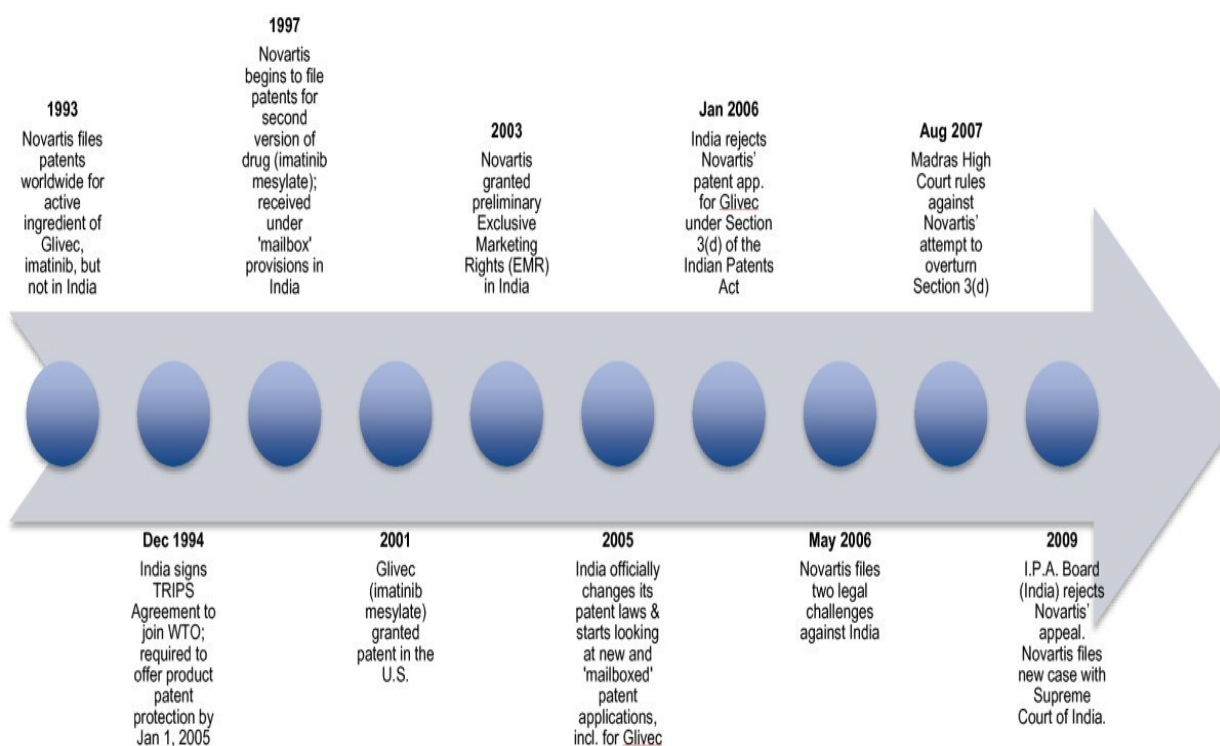 1993
Novartis files
patents
worldwide for
active
ingredient of
Glivec,
imatinib, but
not in India
Dec 1994
India signs
TRIPS
Agreement to
join WTO;
required to
offer product
patent
protection by
Jan 1, 2005
1997
Novartis
begins to file
patents for
second
version of
drug (imatinib
mesylate);
received
under
'mailbox'
provisions in
India
2001
Glivec
(imatinib
mesylate)
granted
patent in the
U.S.
2003
Novartis
granted
preliminary
Exclusive
Marketing
Rights (EMR)
in India
2005
India officially
changes its
patent laws &
starts looking
at new and
'mailboxed'
patent
applications,
incl. for Glivec
Jan 2006
India rejects
Novartis'
patent app.
for Glivec
under Section
3(d) of the
Indian Patents
Act
May 2006
Novartis files
two legal
challenges
against India
Aug 2007
Madras High
Court rules
against
Novartis'
attempt to
overturn
Section 3(d)
2009
I.P.A. Board
(India) rejects
Novartis'
appeal.
Novartis files
new case with
Supreme
Court of India.